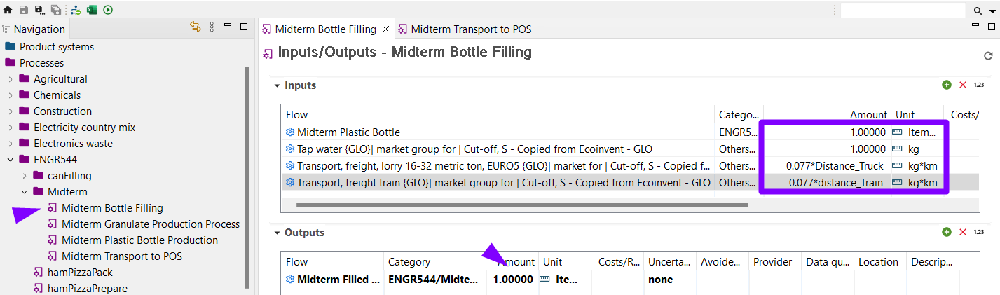 Navigation
Product systems
Processes
Agricultural
Chemicals
Construction
Electricity country mix
Electronics waste
ENGR544
canFilling
Midterm
Midterm Bottle Filling
Midterm Granulate Production Process
Midterm Plastic Bottle Production
Midterm Transport to POS
hamPizzaPack
hamPizzaPrepare
Midterm Bottle Filling Midterm Transport to POS
Inputs/Outputs - Midterm Bottle Filling
Inputs 1.23
Flow Catego... Amount Unit Costs/
Midterm Plastic Bottle ENGR5... 1.00000 Item...
Tap water {GLO}| market group for | Cut-off, S - Copied from Ecoinvent - GLO Others... 1.00000 kg
Transport, freight, lorry 16-32 metric ton, EURO5 {GLO}| market for | Cut-off, S - Copied f... Others... 0.077*Distance_Truck kg*km
Transport, freight train {GLO}| market group for | Cut-off, S - Copied from Ecoinvent - GLO Others... 0.077*distance_Train kg*km
Outputs 1.23
Flow Category Amount Unit Costs/R... Uncerta... Avoide... Provider Data qu... Location Descrip...
Midterm Filled ... ENGR544/Midte... 1.00000 Ite... none